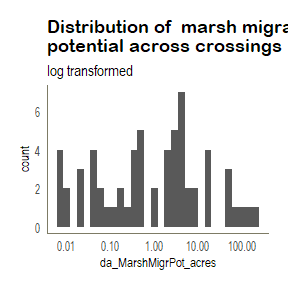 Distribution of marsh migra
potential across crossings
log transformed
6
4
2
0
count
0.01 0.10 1.00 10.00 100.00
da_MarshMigrPot_acres